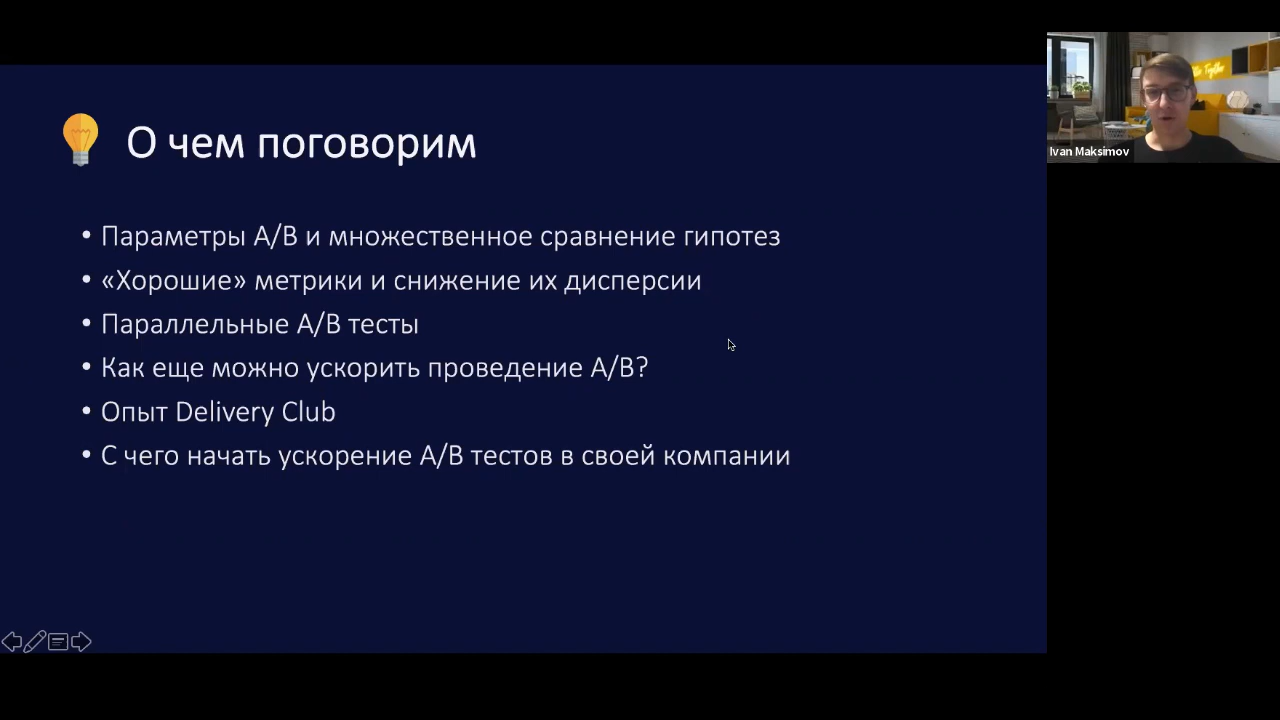 О чем поговорим
• Параметры A/B и множественное сравнение гипотез
• «Хорошие» метрики и снижение их дисперсии
• Параллельные A/B тесты
• Как еще можно ускорить проведение A/B?
• Опыт Delivery Club
• С чего начать ускорение A/B тестов в своей компании
Ivan Maksimov